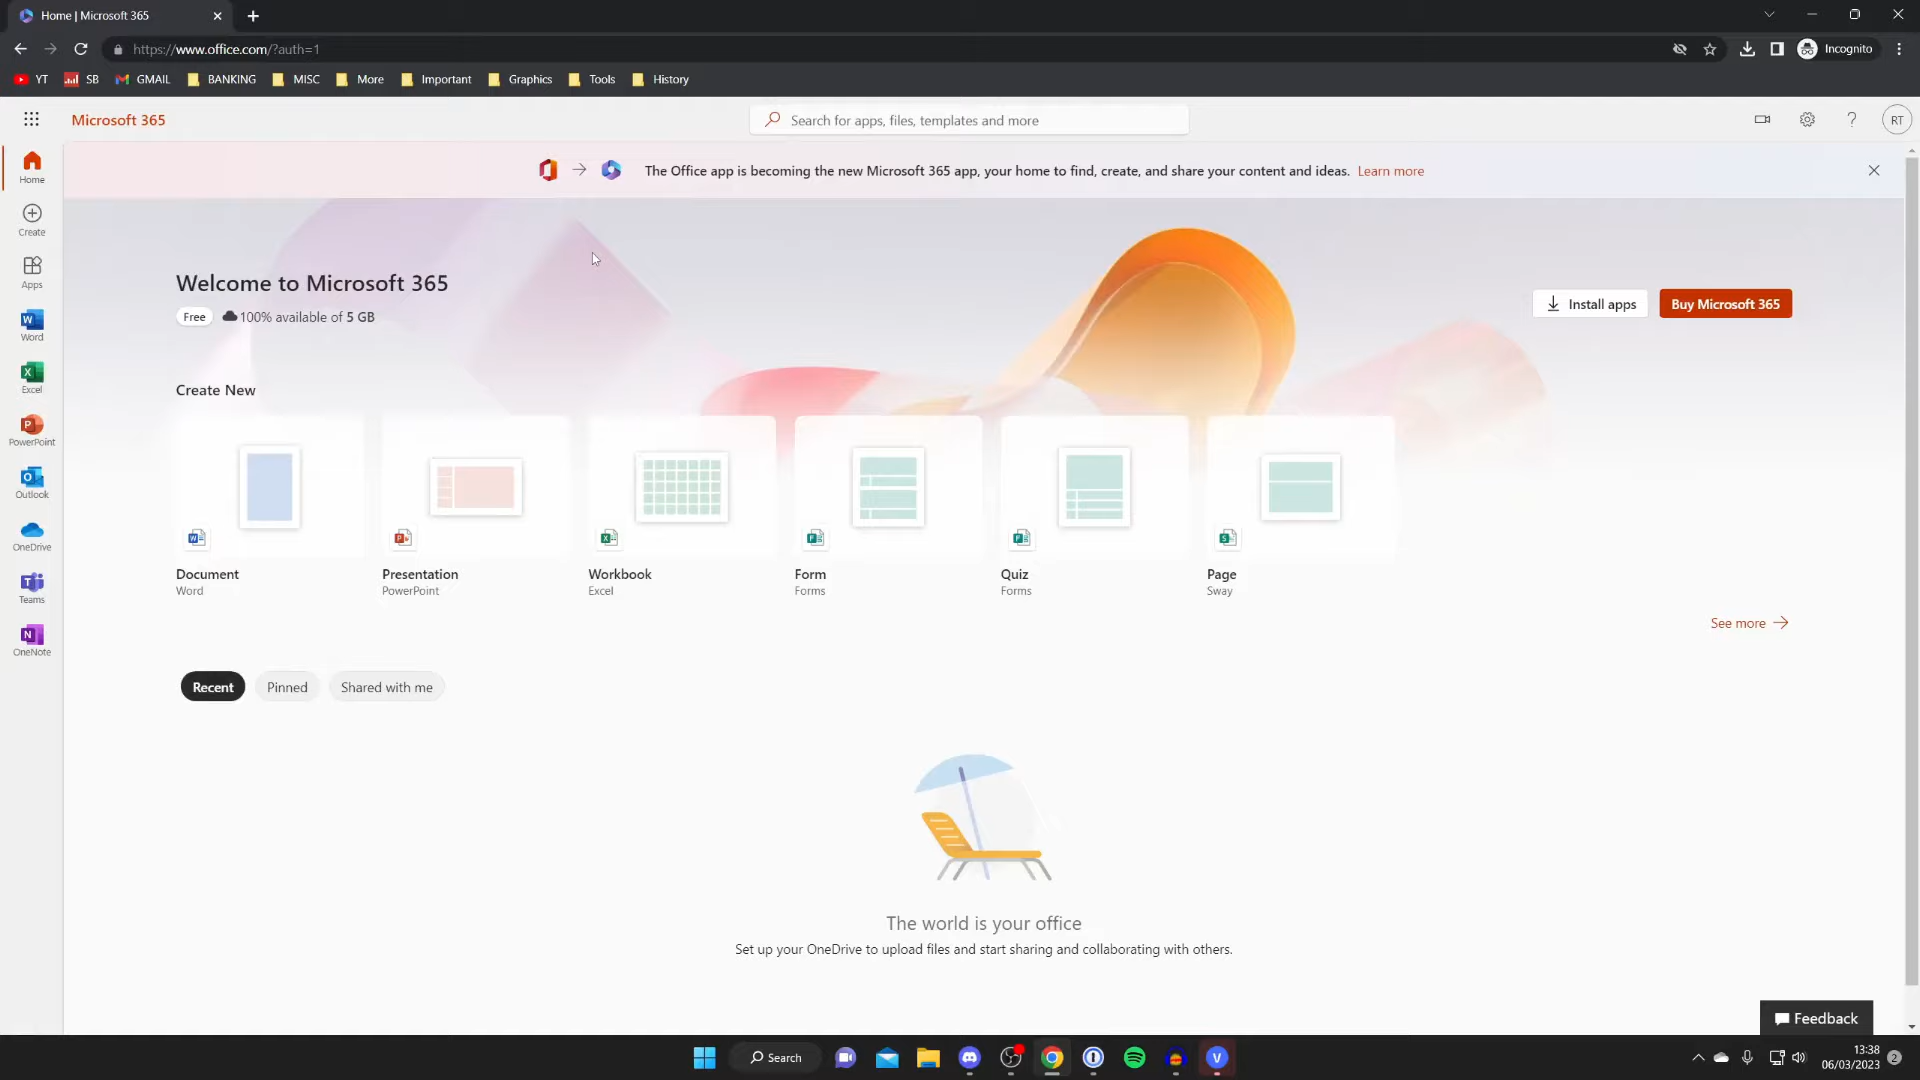 Home | Microsoft 365
https://www.office.com/?auth=1
Incognito
YT
SB
GMAIL
BANKING
MISC
More
Important
Graphics
Tools
History
Microsoft 365
Search for apps, files, templates and more
RT
The Office app is becoming the new Microsoft 365 app, your home to find, create, and share your content and ideas. Learn more
Home
Create
Apps
Word
Excel
PowerPoint
Outlook
OneDrive
Teams
OneNote
Welcome to Microsoft 365
Free
100% available of 5 GB
Install apps
Buy Microsoft 365
Create New
Document
Word
Presentation
PowerPoint
Workbook
Excel
Form
Forms
Quiz
Forms
Page
Sway
See more
Recent
Pinned
Shared with me
The world is your office
Set up your OneDrive to upload files and start sharing and collaborating with others.
Feedback
Search
13:38
06/03/2023
2